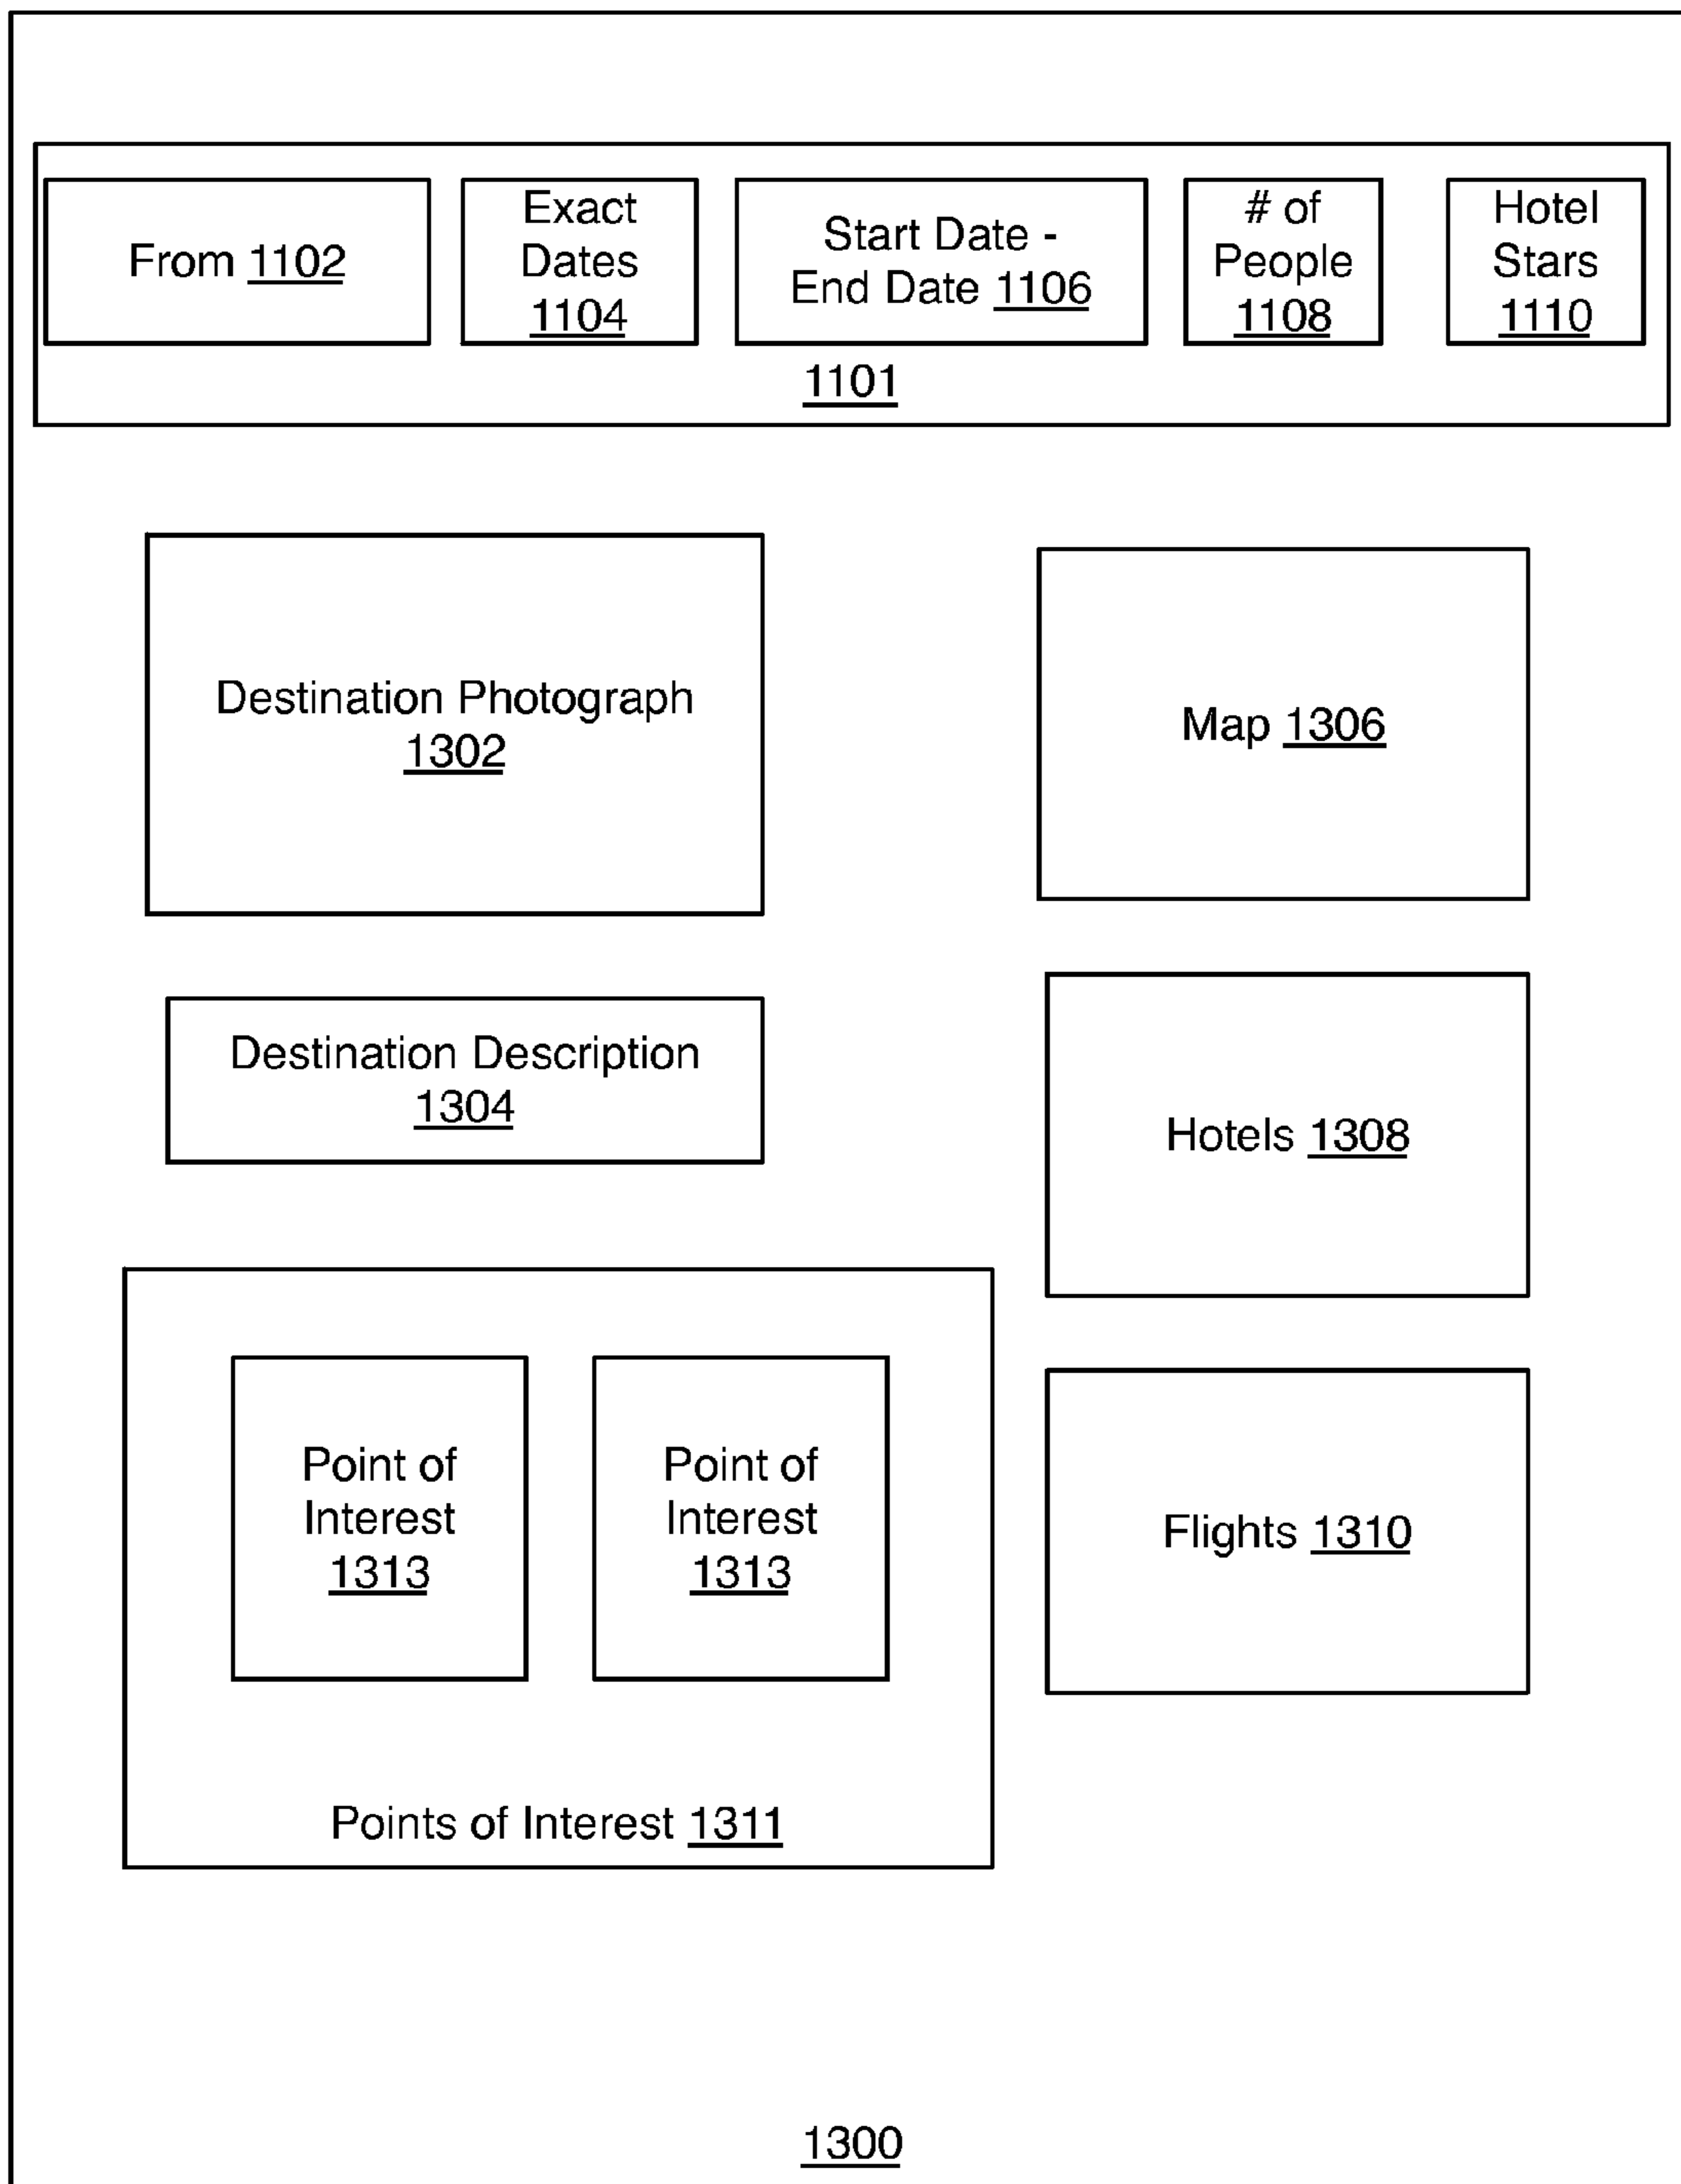 From 1102
Exact
Dates
1104
Start Date -
End Date 1106
# of
People
1108
Hotel
Stars
1110
1101
Destination Photograph
1302
Map 1306
Destination Description
1304
Hotels 1308
Point of
Interest
1313
Point of
Interest
1313
Flights 1310
Points of Interest 1311
1300